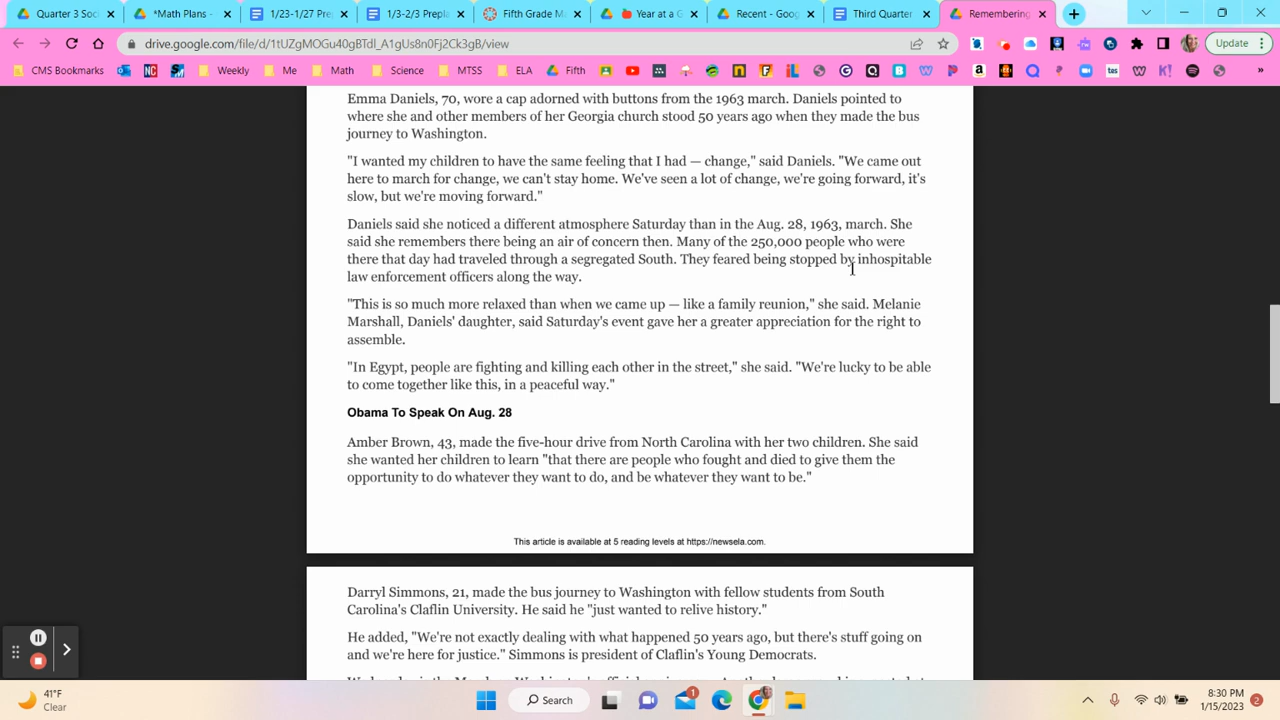 Quarter 3 Soci
*Math Plans -
1/23-1/27 Prep
1/3-2/3 Prepla
Fifth Grade Ma
Year at a G
Recent - Goog
Third Quarter
Remembering
drive.google.com/file/d/1tUZgMOGu40gBTdl_A1gUs8n0Fj2Ck3gB/view
Update
CMS Bookmarks
Weekly
Me
Math
Science
MTSS
ELA
Fifth
Emma Daniels, 70, wore a cap adorned with buttons from the 1963 march. Daniels pointed to
where she and other members of her Georgia church stood 50 years ago when they made the bus
journey to Washington.
"I wanted my children to have the same feeling that I had — change," said Daniels. "We came out
here to march for change, we can't stay home. We've seen a lot of change, we're going forward, it's
slow, but we're moving forward."
Daniels said she noticed a different atmosphere Saturday than in the Aug. 28, 1963, march. She
said she remembers there being an air of concern then. Many of the 250,000 people who were
there that day had traveled through a segregated South. They feared being stopped by inhospitable
law enforcement officers along the way.
"This is so much more relaxed than when we came up — like a family reunion," she said. Melanie
Marshall, Daniels' daughter, said Saturday's event gave her a greater appreciation for the right to
assemble.
"In Egypt, people are fighting and killing each other in the street," she said. "We're lucky to be able
to come together like this, in a peaceful way."
Obama To Speak On Aug. 28
Amber Brown, 43, made the five-hour drive from North Carolina with her two children. She said
she wanted her children to learn "that there are people who fought and died to give them the
opportunity to do whatever they want to do, and be whatever they want to be."
This article is available at 5 reading levels at https://newsela.com.
Darryl Simmons, 21, made the bus journey to Washington with fellow students from South
Carolina's Claflin University. He said he "just wanted to relive history."
He added, "We're not exactly dealing with what happened 50 years ago, but there's stuff going on
and we're here for justice." Simmons is president of Claflin's Young Democrats.
41°F
Clear
Search
8:30 PM
1/15/2023